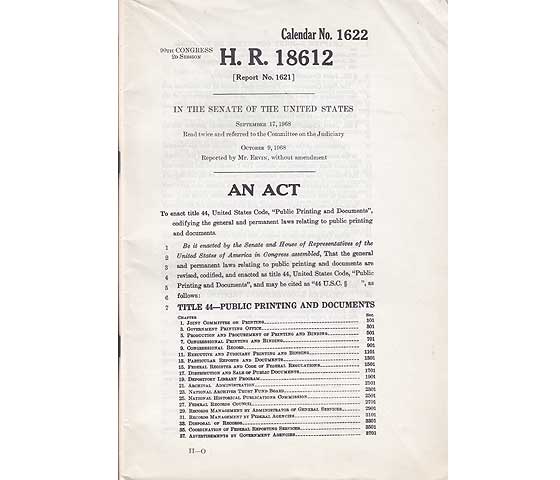 Calendar No. 1622
90TH CONGRESS
2D SESSION
H. R. 18612
[Report No. 1621]
IN THE SENATE OF THE UNITED STATES
SEPTEMBER 17, 1968
Read twice and referred to the Committee on the Judiciary
OCTOBER 9, 1968
Reported by Mr. ERVIN, without amendment
AN ACT
To enact title 44, United States Code, "Public Printing and Documents",
codifying the general and permanent laws relating to public printing
and documents.
1 Be it enacted by the Senate and House of Representatives of the
2 United States of America in Congress assembled, That the general
3 and permanent laws relating to public printing and documents are
4 revised, codified, and enacted as title 44, United States Code, "Public
5 Printing and Documents", and may be cited as "44 U.S.C. § ", as
6 follows:
7 TITLE 44—PUBLIC PRINTING AND DOCUMENTS
CHAPTER Sec.
1. JOINT COMMITTEE ON PRINTING 101
3. GOVERNMENT PRINTING OFFICE 301
5. PRODUCTION AND PROCUREMENT OF PRINTING AND BINDING 501
7. CONGRESSIONAL PRINTING AND BINDING 701
9. CONGRESSIONAL RECORD 901
11. EXECUTIVE AND JUDICIARY PRINTING AND BINDING 1101
13. PARTICULAR REPORTS AND DOCUMENTS 1301
15. FEDERAL REGISTER AND CODE OF FEDERAL REGULATIONS 1501
17. DISTRIBUTION AND SALE OF PUBLIC DOCUMENTS 1701
19. DEPOSITORY LIBRARY PROGRAM 1901
21. ARCHIVAL ADMINISTRATION 2101
23. NATIONAL ARCHIVES TRUST FUND BOARD 2301
25. NATIONAL HISTORICAL PUBLICATIONS COMMISSION 2501
27. FEDERAL RECORDS COUNCIL 2701
29. RECORDS MANAGEMENT BY ADMINISTRATOR OF GENERAL SERVICES 2901
31. RECORDS MANAGEMENT BY FEDERAL AGENCIES 3101
33. DISPOSAL OF RECORDS 3301
35. COORDINATION OF FEDERAL REPORTING SERVICES 3501
37. ADVERTISEMENTS BY GOVERNMENT AGENCIES 3701
II—O